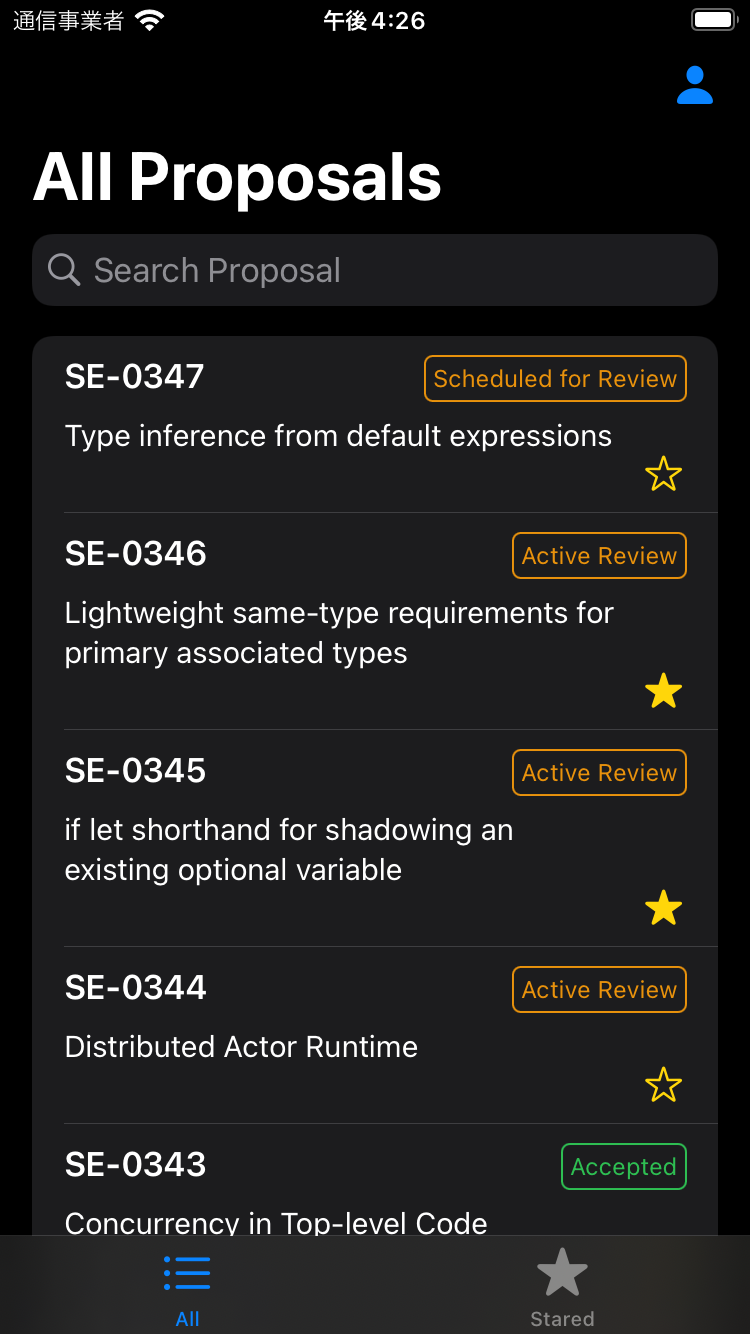 通信事業者
午後4:26
All Proposals
Search Proposal
SE-0347
Scheduled for Review
Type inference from default expressions
SE-0346
Active Review
Lightweight same-type requirements for
primary associated types
SE-0345
Active Review
if let shorthand for shadowing an
existing optional variable
SE-0344
Active Review
Distributed Actor Runtime
SE-0343
Accepted
Concurrency in Top-level Code
All
Stared